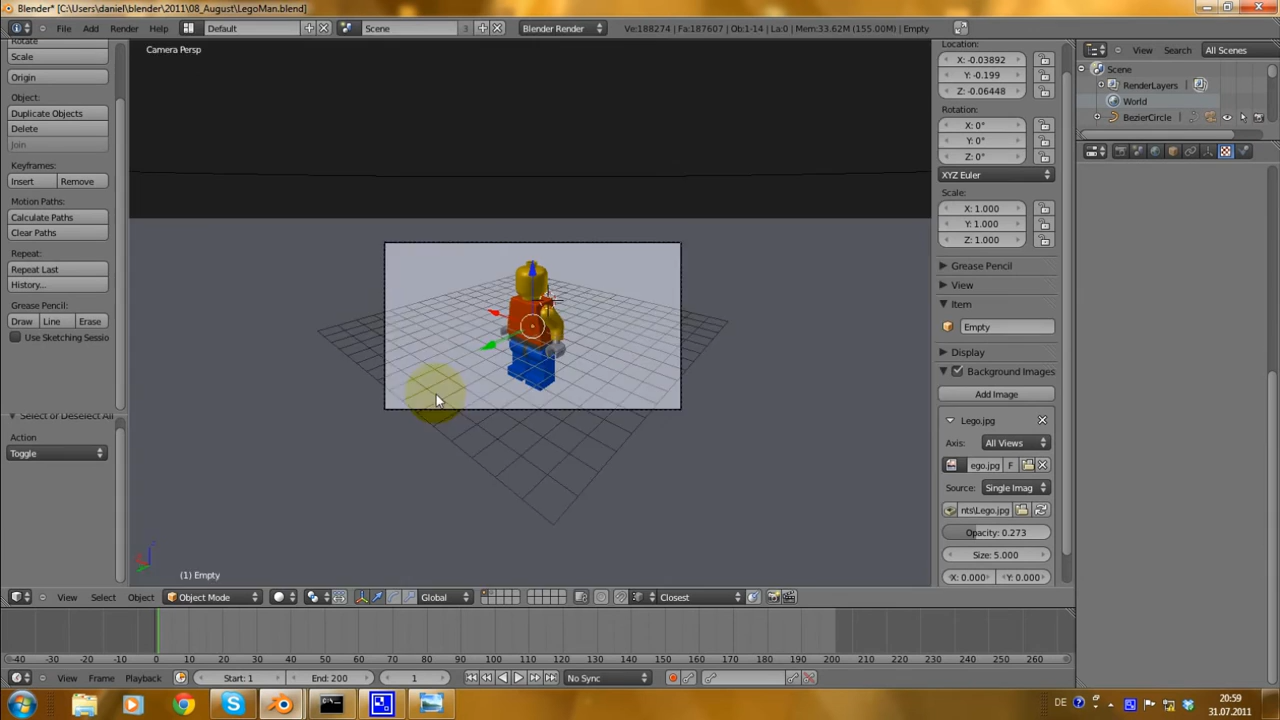 Blender* [C:\Users\daniel\blender\2011\08_August\LegoMan.blend]
File Add Render Help Default Scene 3 Blender Render Ve:188274 | Fa:187607 | Ob:1-14 | La:0 | Mem:33.62M (155.00M) | Empty
View Search All Scenes
Rotate
Scale
Origin
Object:
Duplicate Objects
Delete
Join
Keyframes:
Insert Remove
Motion Paths:
Calculate Paths
Clear Paths
Repeat:
Repeat Last
History...
Grease Pencil:
Draw Line Erase
Use Sketching Sessio
Select or Deselect All
Action
Toggle
Camera Persp
(1) Empty
Location:
X: -0.03892
Y: -0.199
Z: -0.06448
Rotation:
X: 0°
Y: 0°
Z: 0°
XYZ Euler
Scale:
X: 1.000
Y: 1.000
Z: 1.000
Grease Pencil
View
Item
Empty
Display
Background Images
Add Image
Lego.jpg
Axis: All Views
ego.jpg F
Source: Single Imag
nts\Lego.jpg
Opacity: 0.273
Size: 5.000
X: 0.000 Y: 0.000
Scene
RenderLayers
World
BezierCircle
View Select Object Object Mode Global Closest
-40 -30 -20 -10 0 10 20 30 40 50 60 70 80 90 100 110 120 130 140 150 160 170 180 190 200 210 220 230 240 250 260
View Frame Playback Start: 1 End: 200 1 No Sync
DE 20:59
31.07.2011